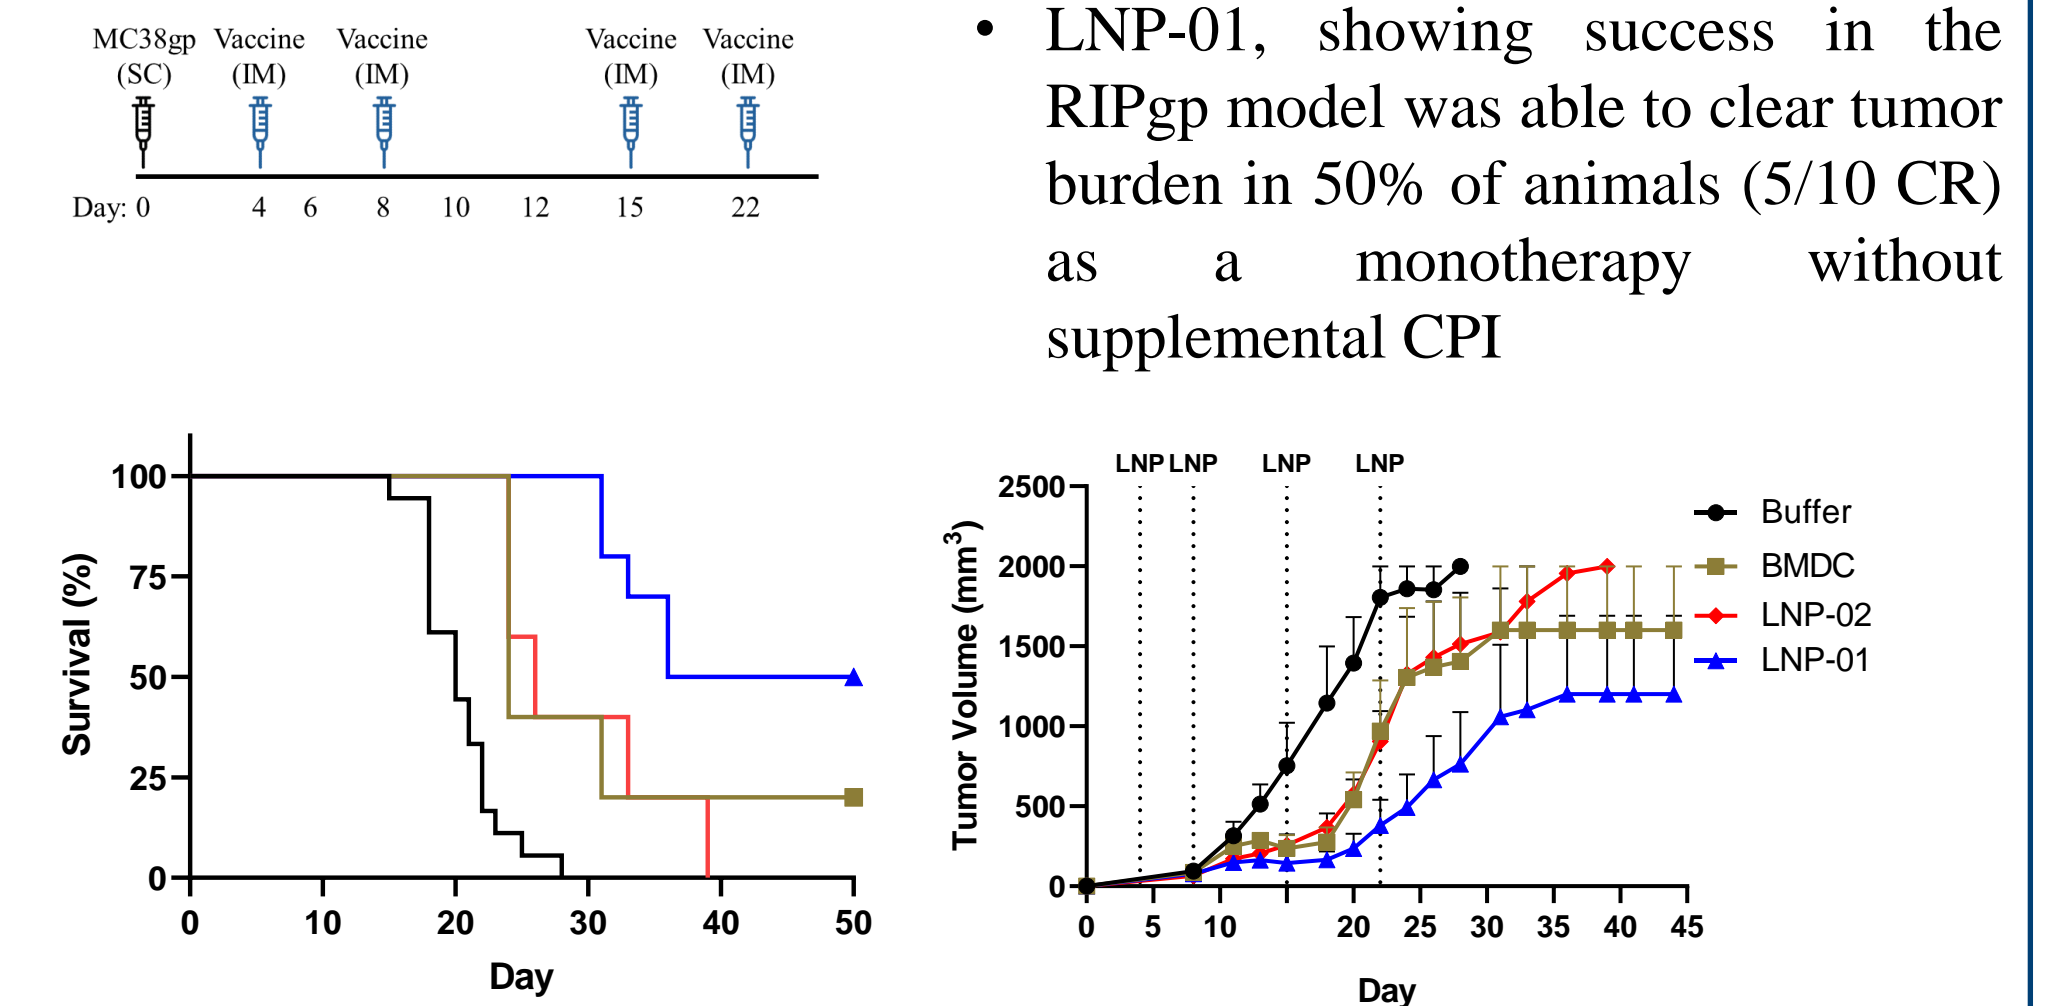 MC38gp Vaccine Vaccine Vaccine Vaccine
(SC) (IM) (IM) (IM) (IM)
Day: 0 4 6 8 10 12 15 22
• LNP-01, showing success in the
RIPgp model was able to clear tumor
burden in 50% of animals (5/10 CR)
as a monotherapy without
supplemental CPI
Survival (%)
100
75
50
25
0
0 10 20 30 40 50
Day
LNP LNP LNP LNP
Tumor Volume (mm³)
2500
2000
1500
1000
500
0
0 5 10 20 25 30 35 40 45
Day
Buffer
BMDC
LNP-02
LNP-01